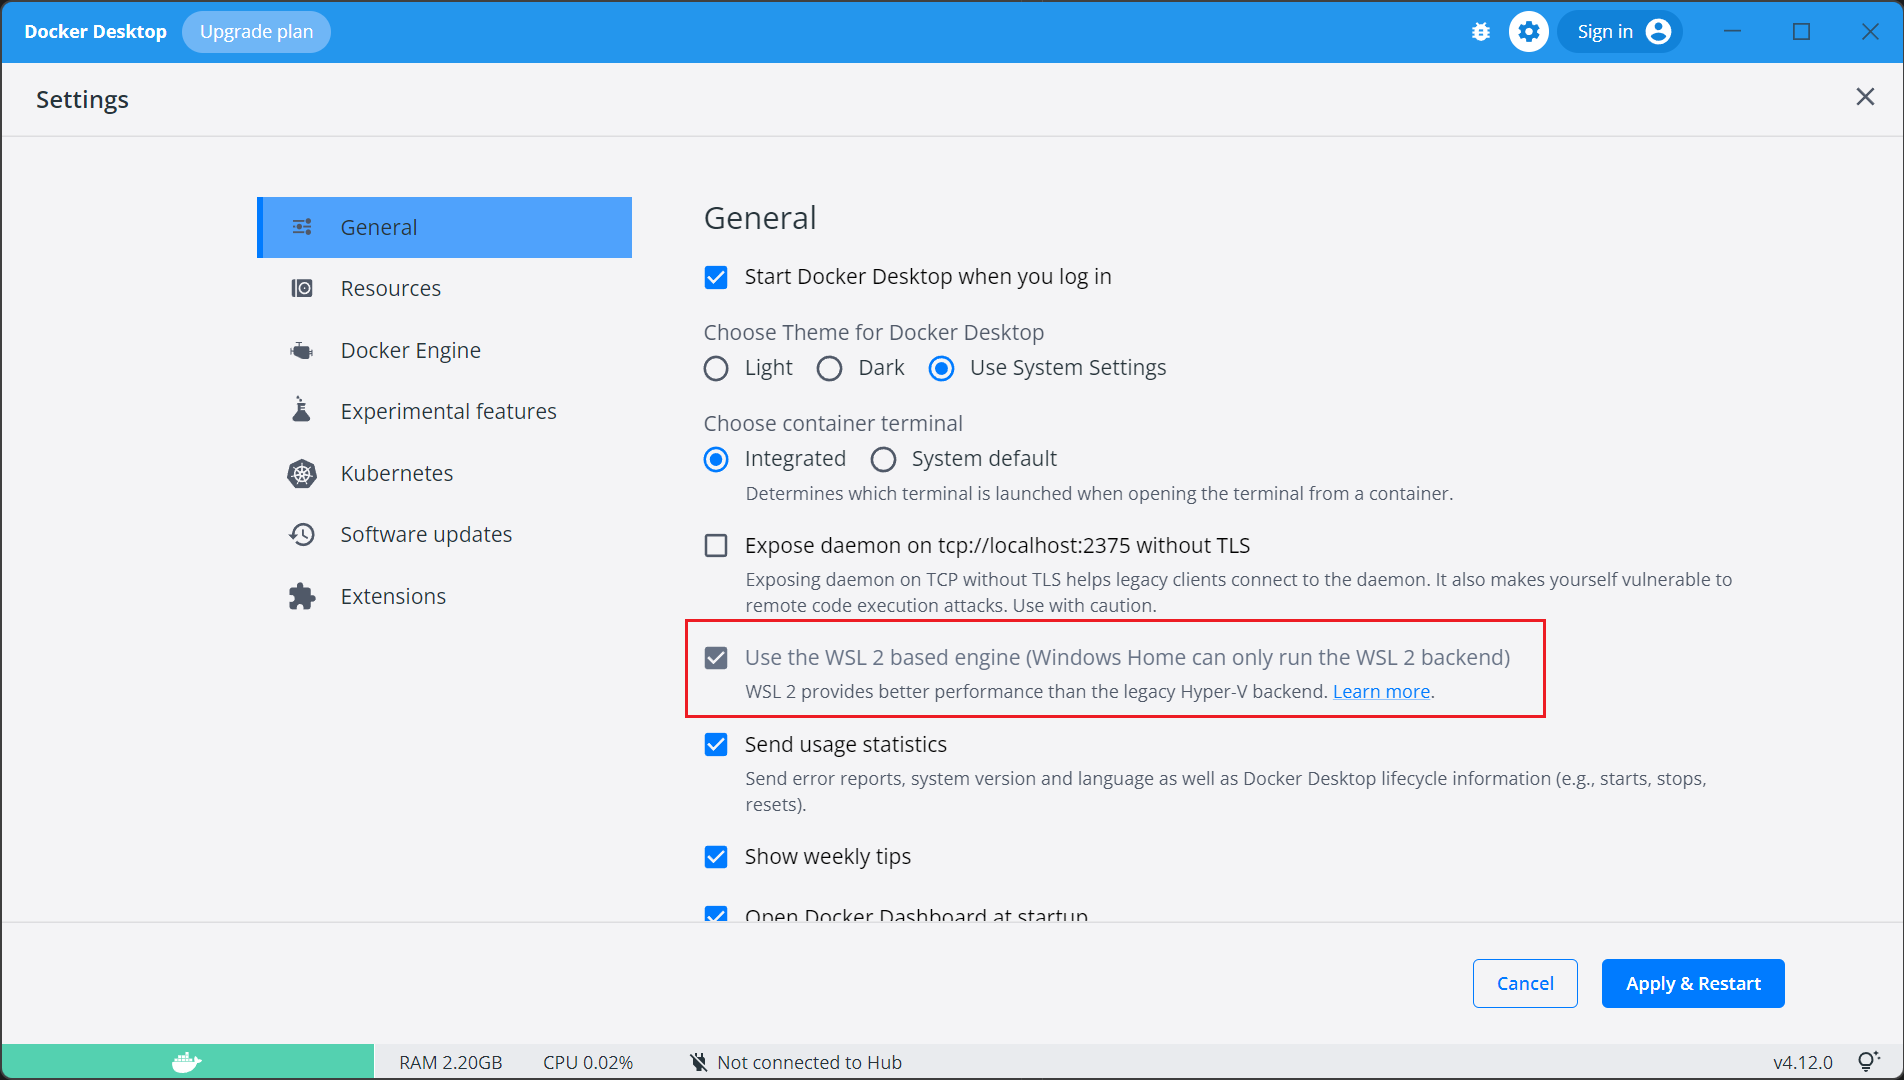 Docker Desktop
Upgrade plan
Sign in
Settings
General
Resources
Docker Engine
Experimental features
Kubernetes
Software updates
Extensions
General
Start Docker Desktop when you log in
Choose Theme for Docker Desktop
Light
Dark
Use System Settings
Choose container terminal
Integrated
System default
Determines which terminal is launched when opening the terminal from a container.
Expose daemon on tcp://localhost:2375 without TLS
Exposing daemon on TCP without TLS helps legacy clients connect to the daemon. It also makes yourself vulnerable to
remote code execution attacks. Use with caution.
Use the WSL 2 based engine (Windows Home can only run the WSL 2 backend)
WSL 2 provides better performance than the legacy Hyper-V backend. Learn more.
Send usage statistics
Send error reports, system version and language as well as Docker Desktop lifecycle information (e.g., starts, stops,
resets).
Show weekly tips
Open Docker Dashboard at startup
Cancel
Apply & Restart
RAM 2.20GB
CPU 0.02%
Not connected to Hub
v4.12.0